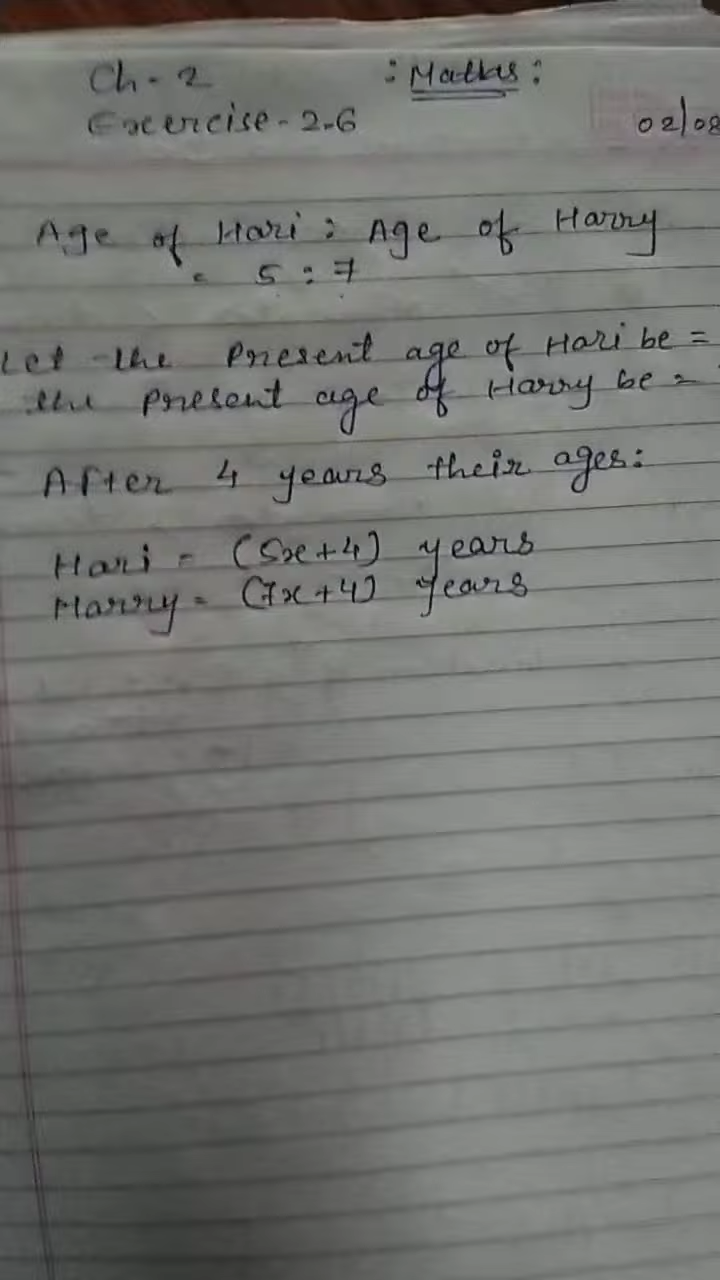 Ch - 2 : Maths :
Exercise - 2.6 02/08
Age of Hari : Age of Harry
= 5 : 7
Let the Present age of Hari be =
the Present age of Harry be =
After 4 years their ages:
Hari = (5x+4) years
Harry = (7x+4) years